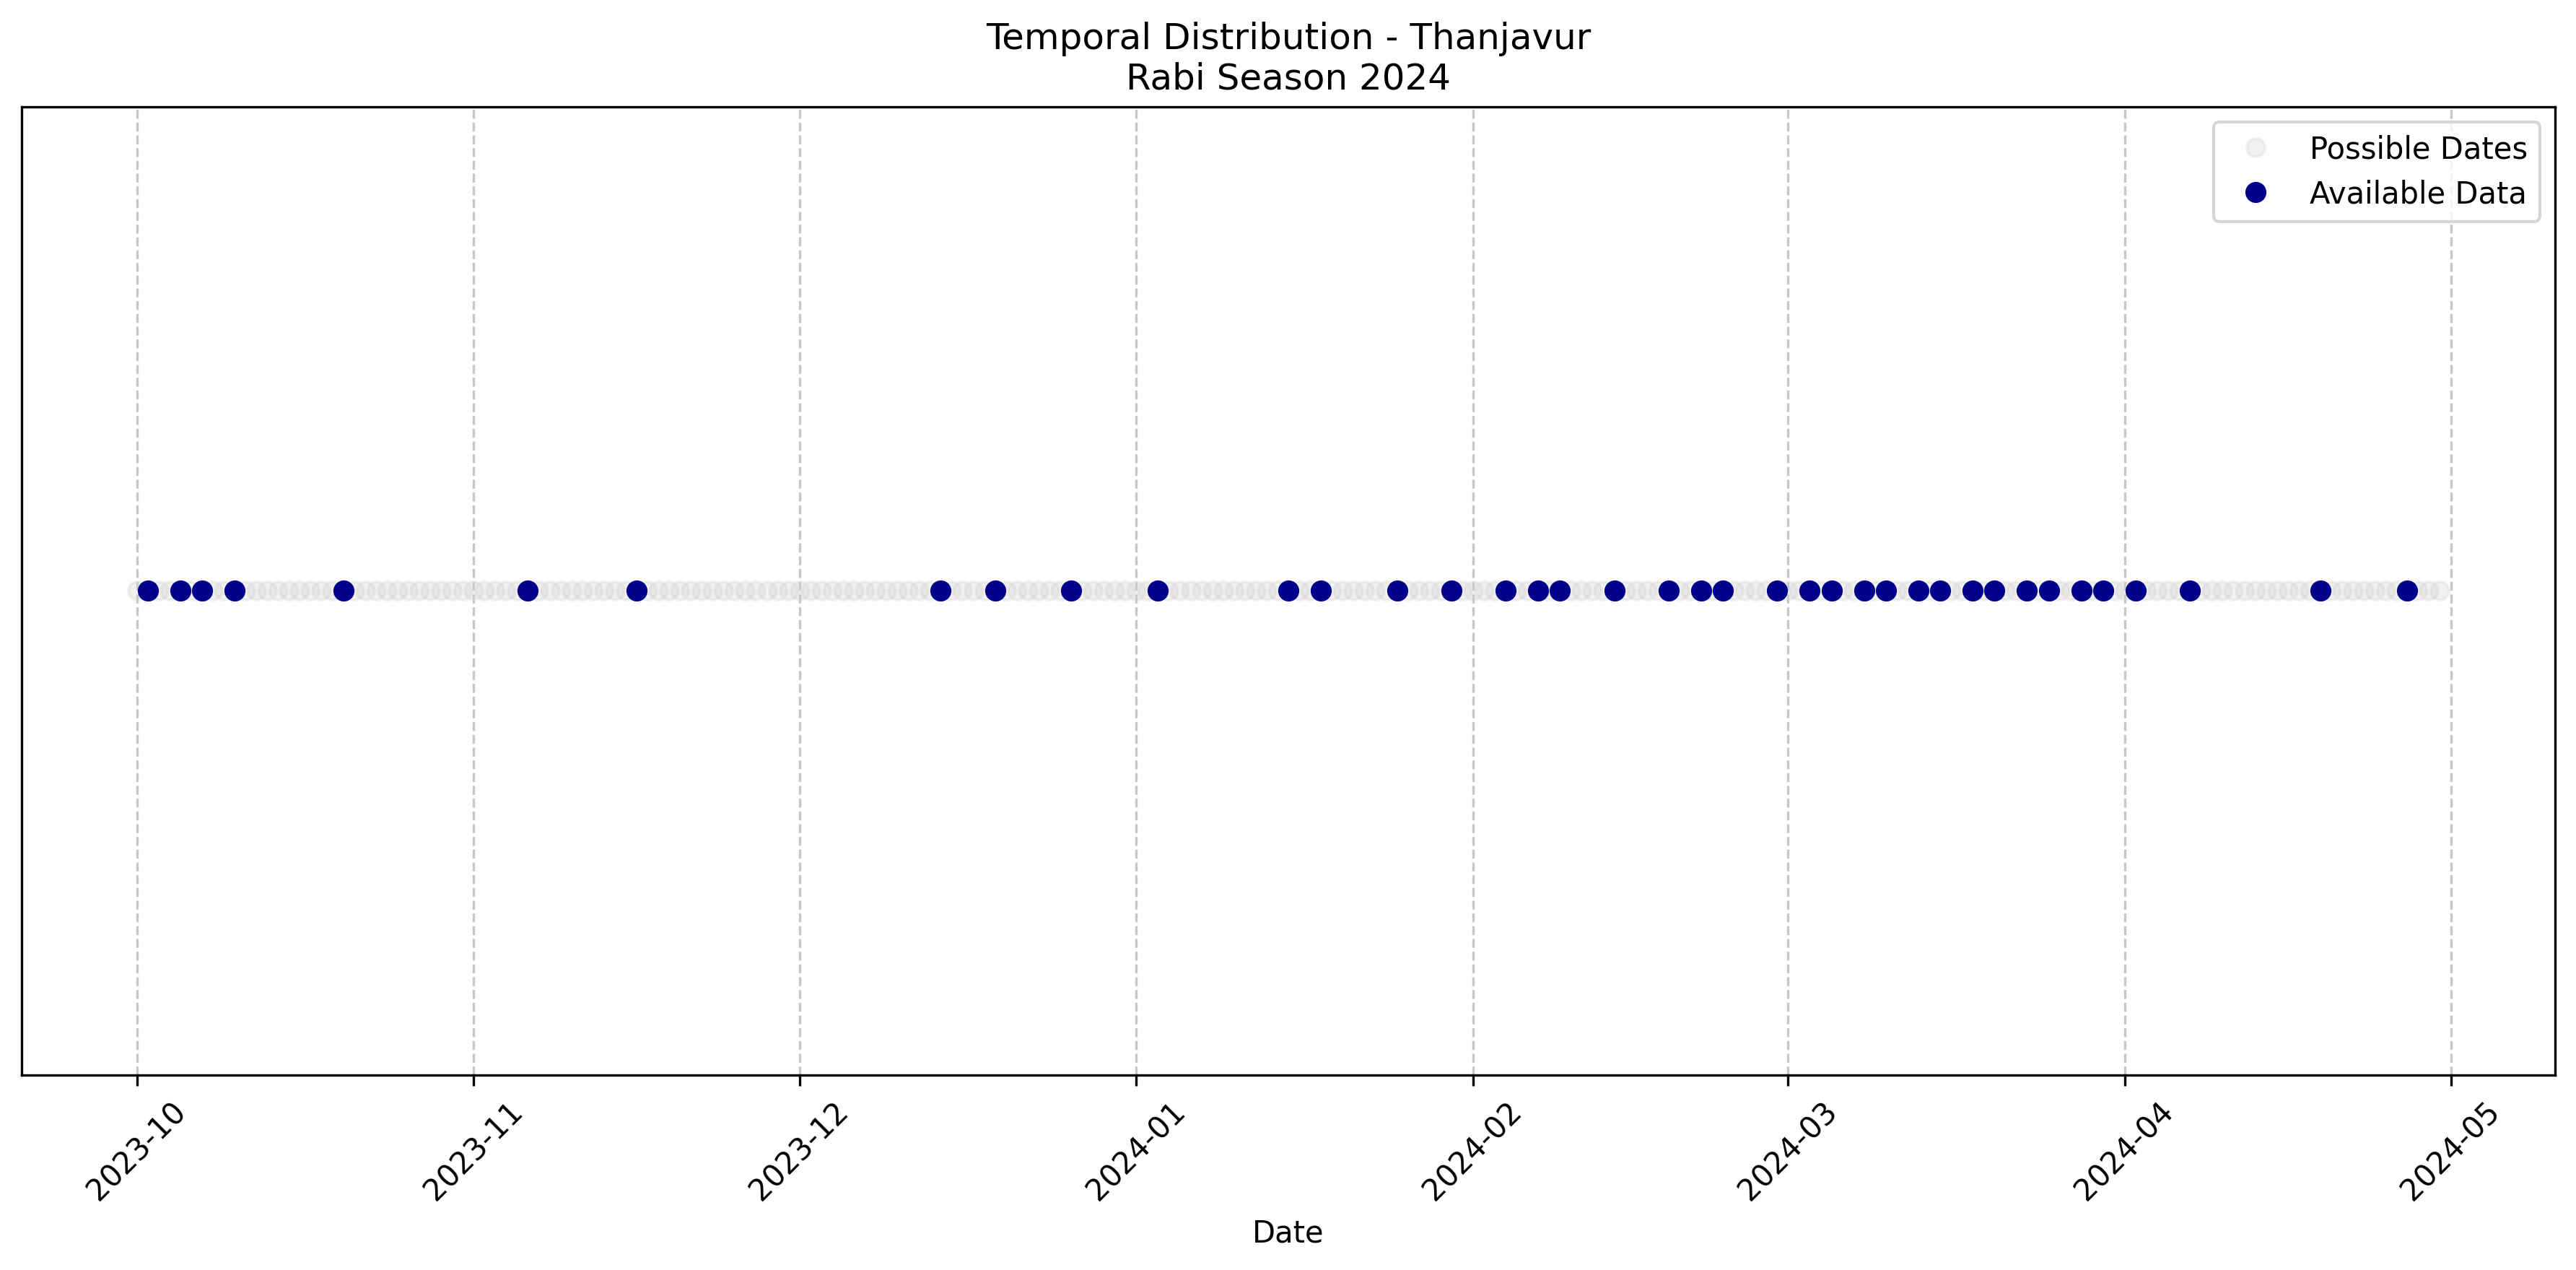 Temporal Distribution - Thanjavur
Rabi Season 2024
Possible Dates
Available Data
2023-10
2023-11
2023-12
2024-01
2024-02
2024-03
2024-04
2024-05
Date